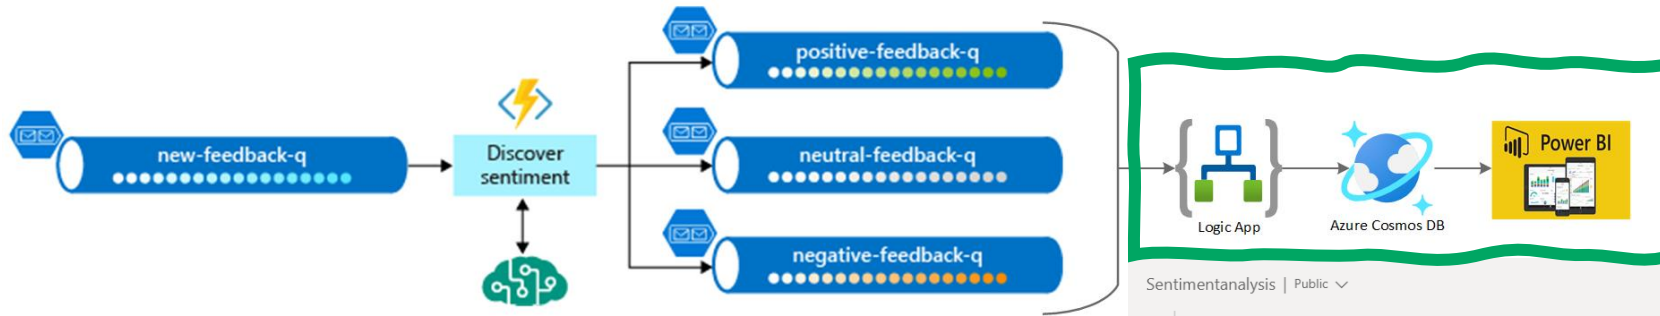 new-feedback-q
Discover
sentiment
positive-feedback-q
neutral-feedback-q
negative-feedback-q
Logic App
Azure Cosmos DB
Power BI
Sentimentanalysis | Public